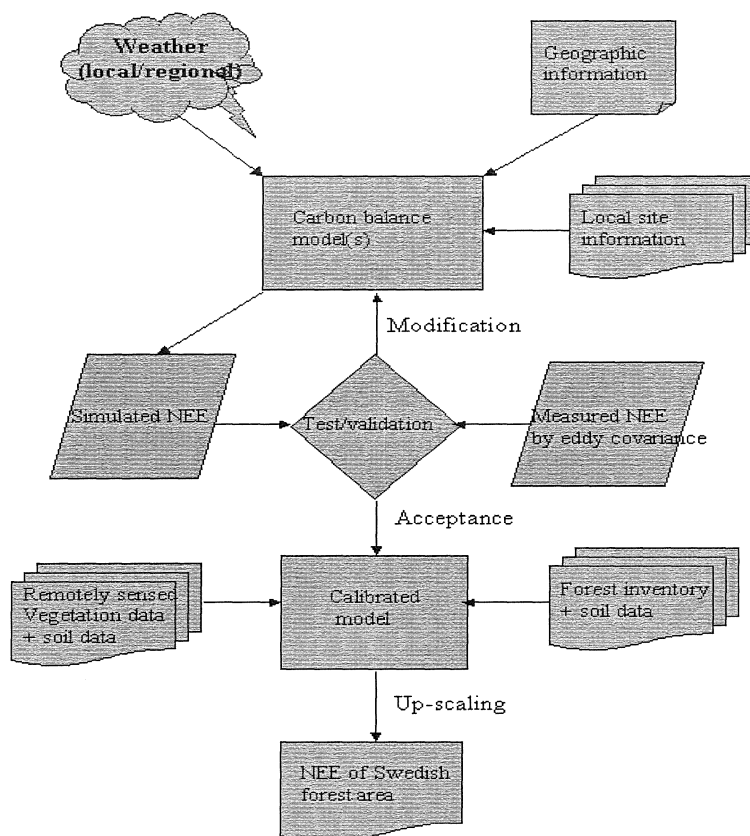 Weather
(local/regional)
Geographic
information
Carbon balance
model(s)
Local site
information
Modification
Simulated NEE
Test/validation
Measured NEE
by eddy covariance
Acceptance
Remotely sensed
Vegetation data
+ soil data
Calibrated
model
Forest inventory
+ soil data
Up-scaling
NEE of Swedish
forest area